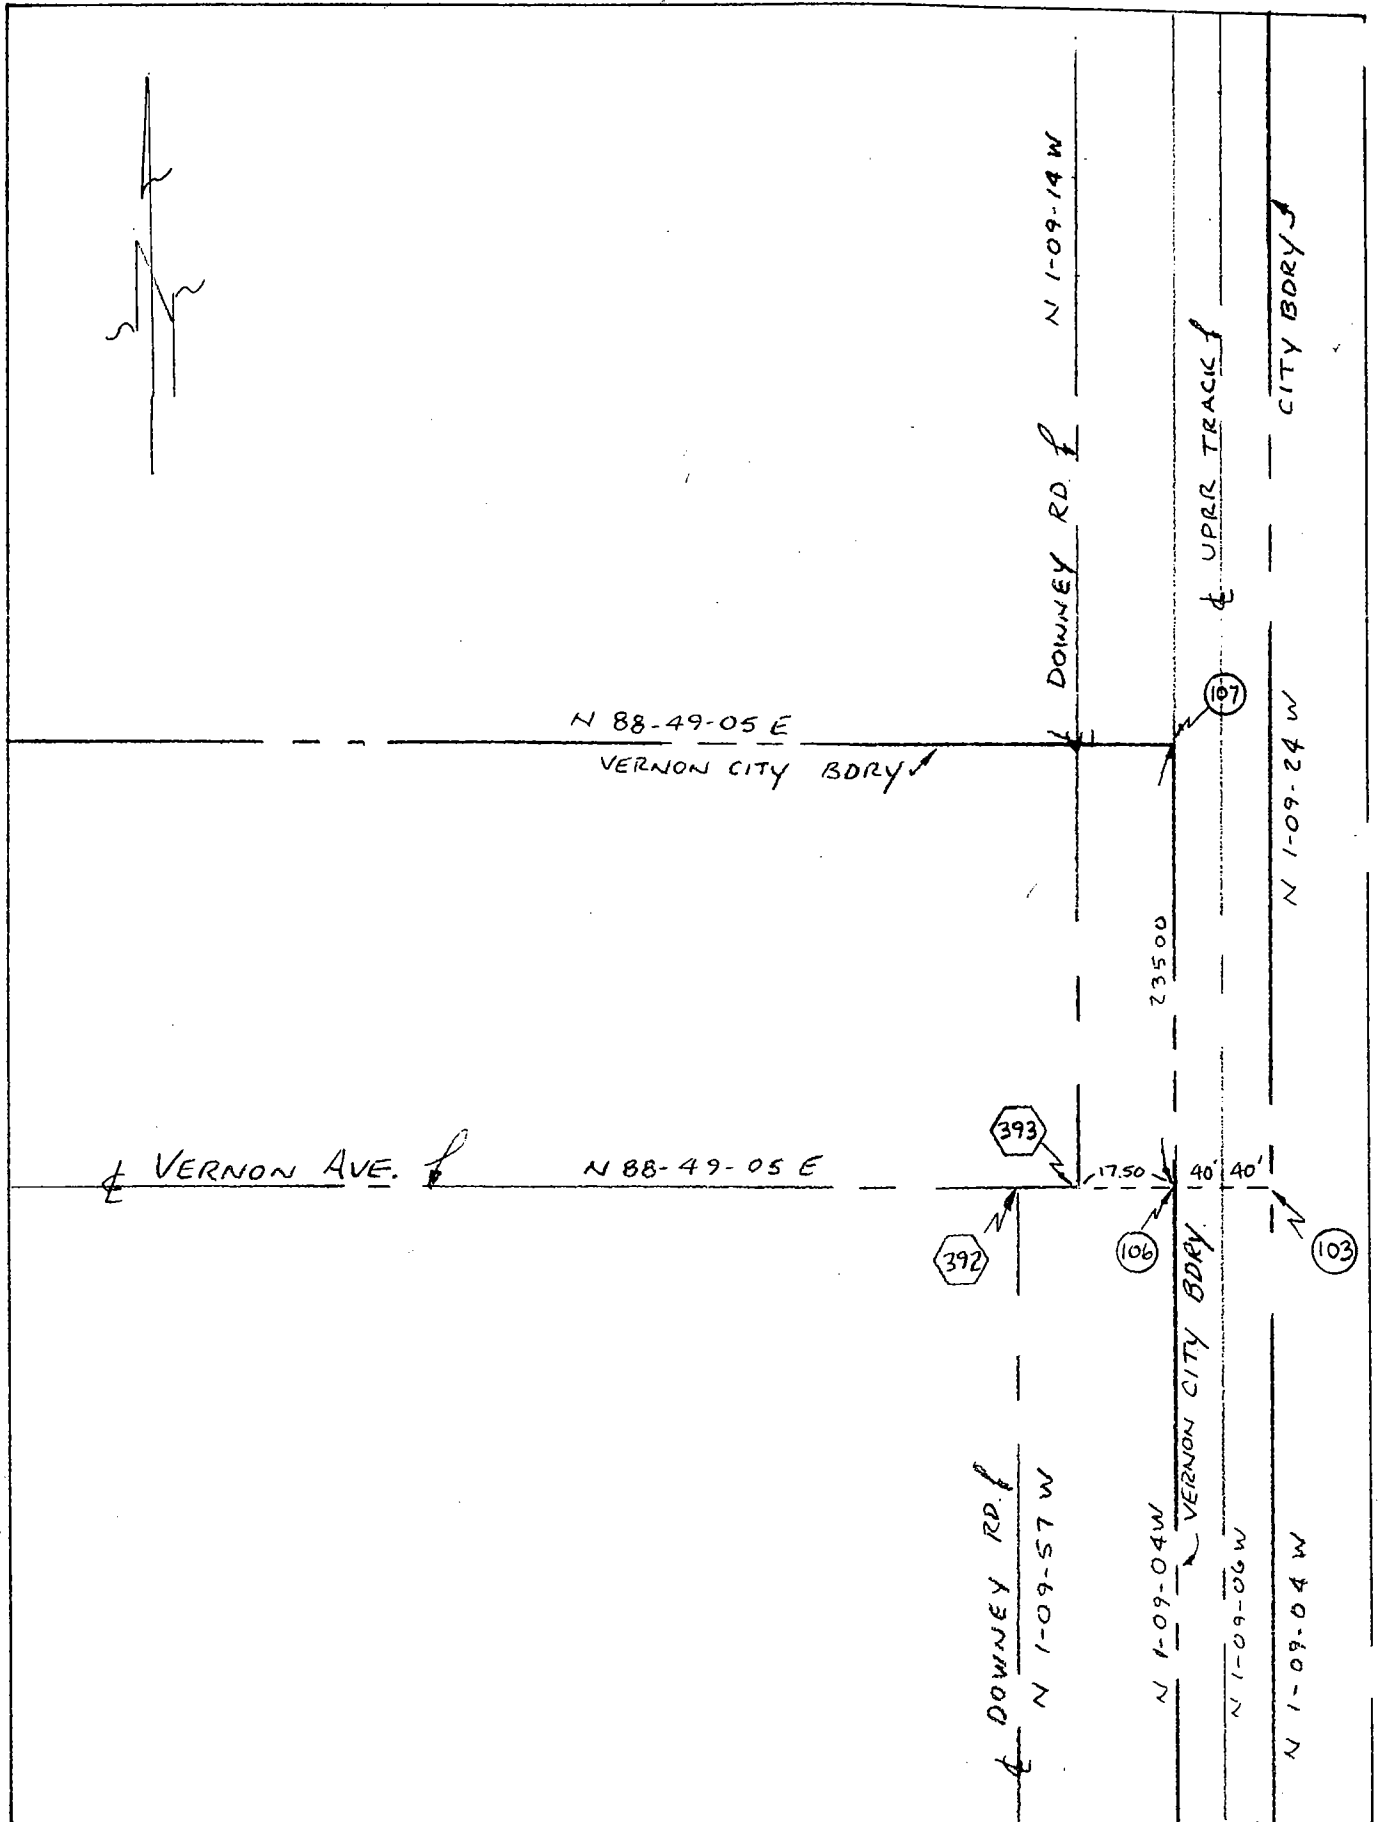 N
N 1-09-14 W
CITY BDRY
℄ UPRR TRACK
℄ DOWNEY RD.
107
N 88-49-05 E
VERNON CITY BDRY
N 1-09-24 W
23500
393
℄ VERNON AVE.
N 88-49-05 E
17.50
40'
40'
392
106
103
VERNON CITY BDRY.
℄ DOWNEY RD.
N 1-09-57 W
N 1-09-04 W
N 1-09-06 W
N 1-09-04 W